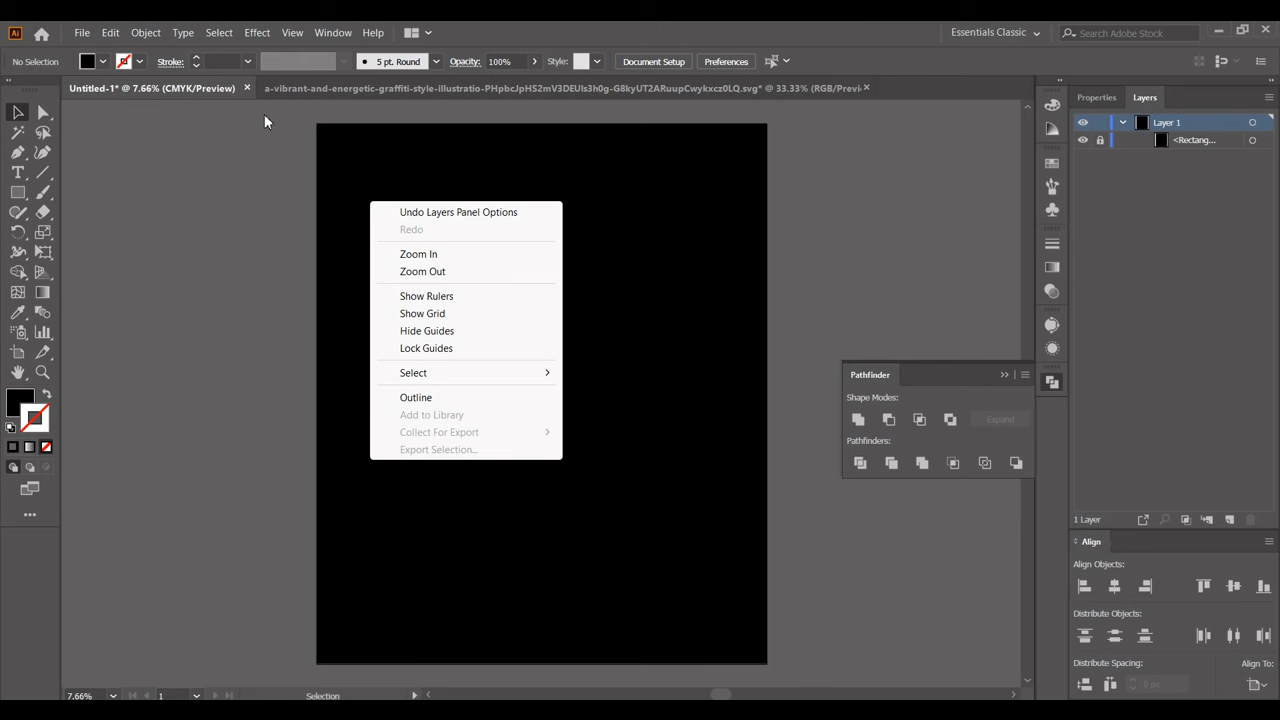 Ai File Edit Object Type Select Effect View Window Help Essentials Classic Search Adobe Stock
No Selection Stroke: 5 pt. Round Opacity: 100% Style: Document Setup Preferences
Untitled-1* @ 7.66% (CMYK/Preview) a-vibrant-and-energetic-graffiti-style-illustratio-PHpbcJpHS2mV3DEUls3h0g-G8kyUT2ARuupCwykxcz0LQ.svg* @ 33.33% (RGB/Previ
Properties Layers
Layer 1
<Rectang...
Undo Layers Panel Options
Redo
Zoom In
Zoom Out
Show Rulers
Show Grid
Hide Guides
Lock Guides
Select
Outline
Add to Library
Collect For Export
Export Selection...
Pathfinder
Shape Modes:
Expand
Pathfinders:
1 Layer
Align
Align Objects:
Distribute Objects:
Distribute Spacing: Align To:
0 px
7.66% 1 Selection